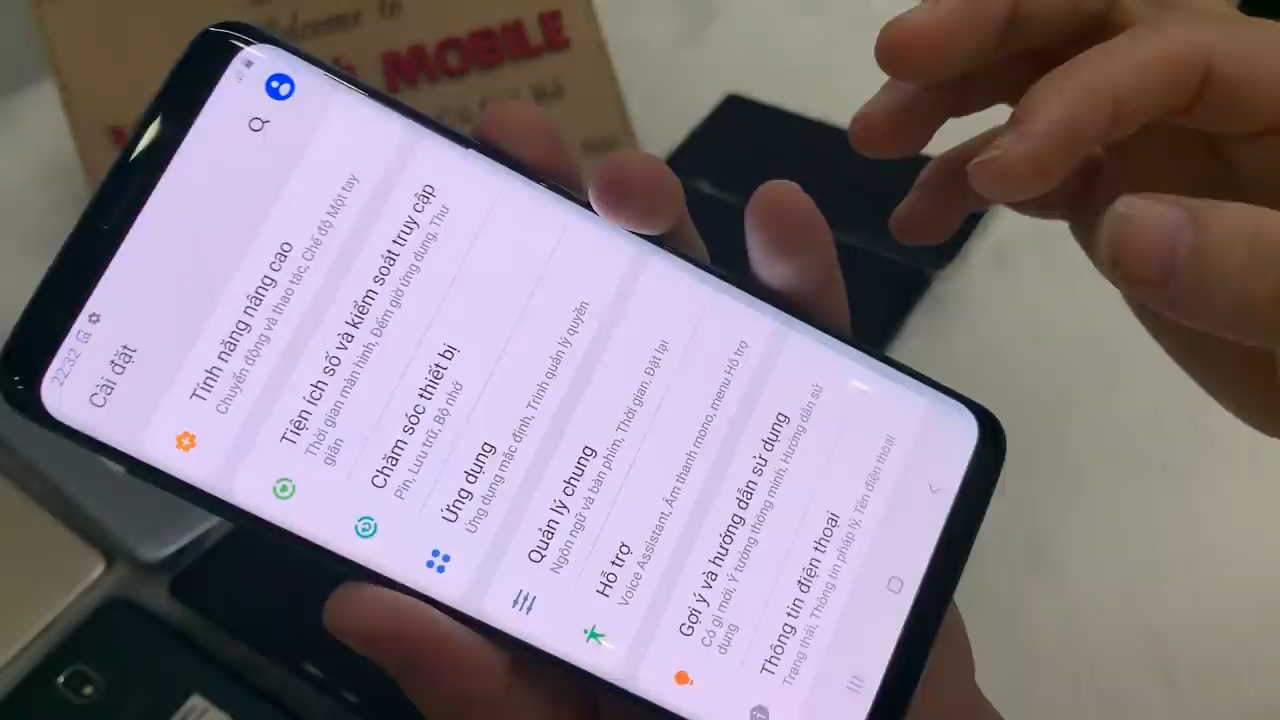 Welcome to
MOBILE
22:32
Cài đặt
Tính năng nâng cao
Chuyển động và thao tác, Chế độ Một tay
Tiện ích số và kiểm soát truy cập
Thời gian màn hình, Đếm giờ ứng dụng, Thư
giãn
Chăm sóc thiết bị
Pin, Lưu trữ, Bộ nhớ
Ứng dụng
Ứng dụng mặc định, Trình quản lý quyền
Quản lý chung
Ngôn ngữ và bàn phím, Thời gian, Đặt lại
Hỗ trợ
Voice Assistant, Âm thanh mono, menu Hỗ trợ
Gợi ý và hướng dẫn sử dụng
Có gì mới, Ý tưởng thông minh, Hướng dẫn sử
dụng
Thông tin điện thoại
Trạng thái, Thông tin pháp lý, Tên điện thoại